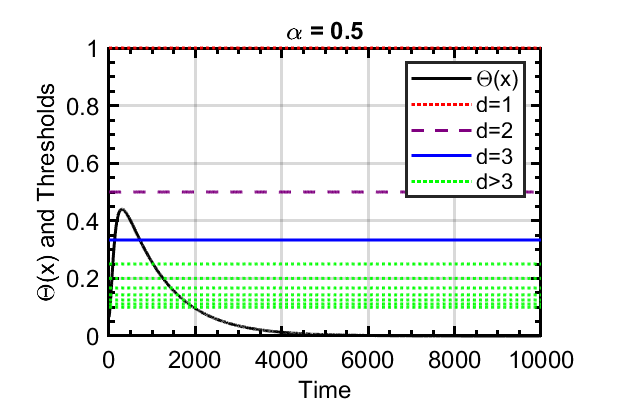 α = 0.5
Θ(x) and Thresholds
1
0.8
0.6
0.4
0.2
0
Θ(x)
d=1
d=2
d=3
d>3
0 2000 4000 6000 8000 10000
Time